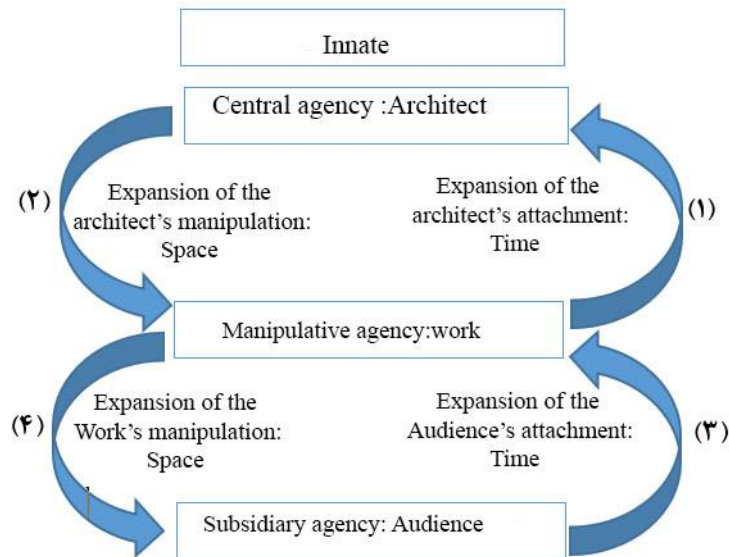 Innate
Central agency :Architect
(۲)
Expansion of the
architect's manipulation:
Space
Expansion of the
architect's attachment:
Time
(۱)
Manipulative agency:work
(۴)
Expansion of the
Work's manipulation:
Space
Expansion of the
Audience's attachment:
Time
(۳)
Subsidiary agency: Audience